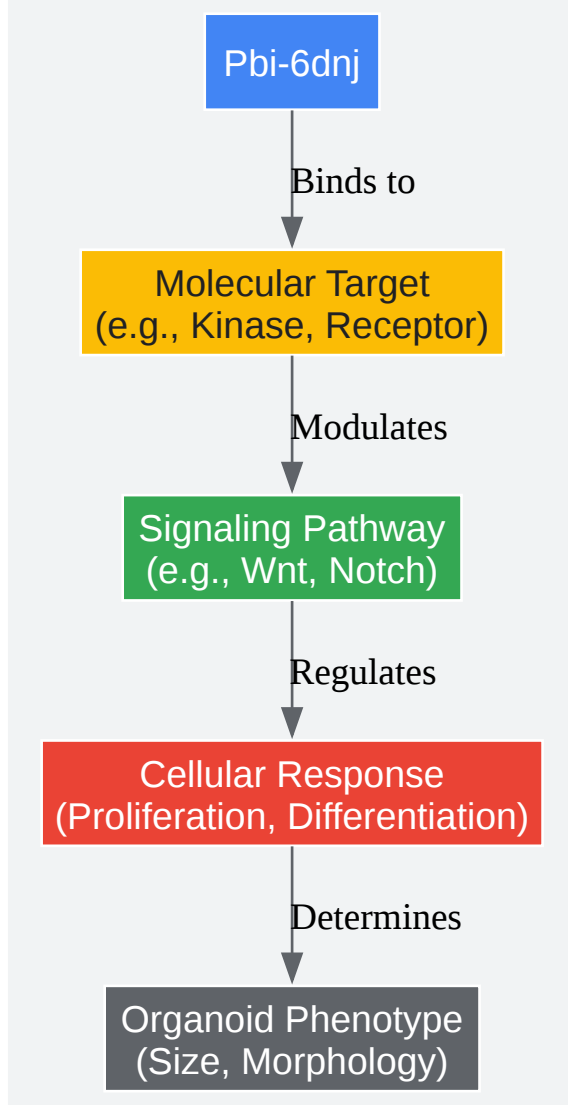 Pbi-6dnj
Binds to
Molecular Target
(e.g., Kinase, Receptor)
Modulates
Signaling Pathway
(e.g., Wnt, Notch)
Regulates
Cellular Response
(Proliferation, Differentiation)
Determines
Organoid Phenotype
(Size, Morphology)